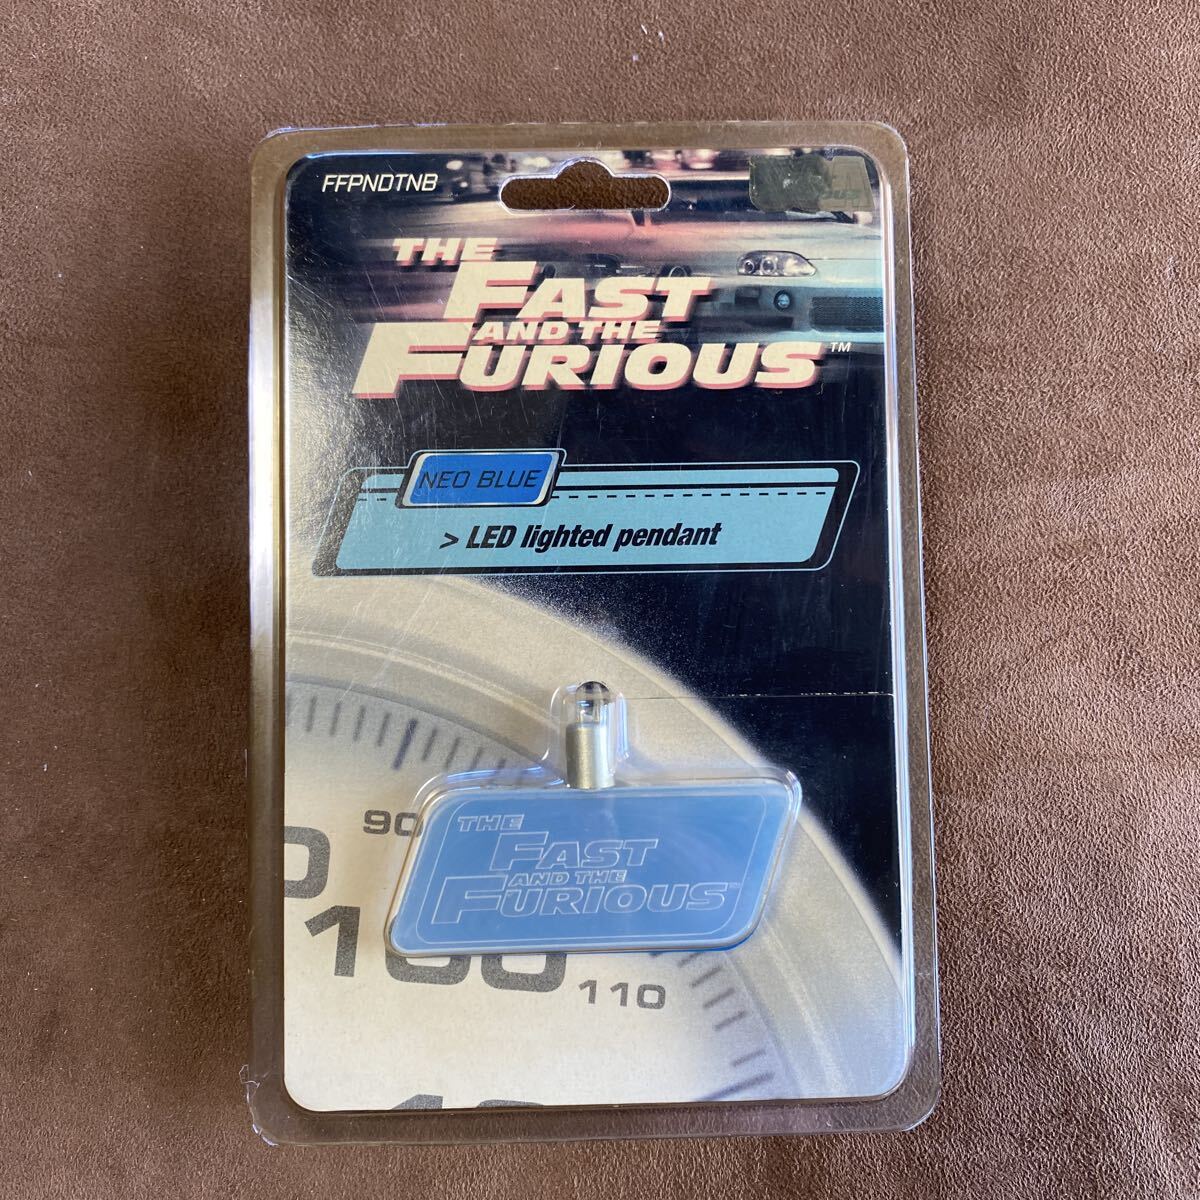 FFPNDTNB
THE
FAST
AND THE
FURIOUS™
NEO BLUE
> LED lighted pendant
90
100
110
THE
FAST
AND THE
FURIOUS™